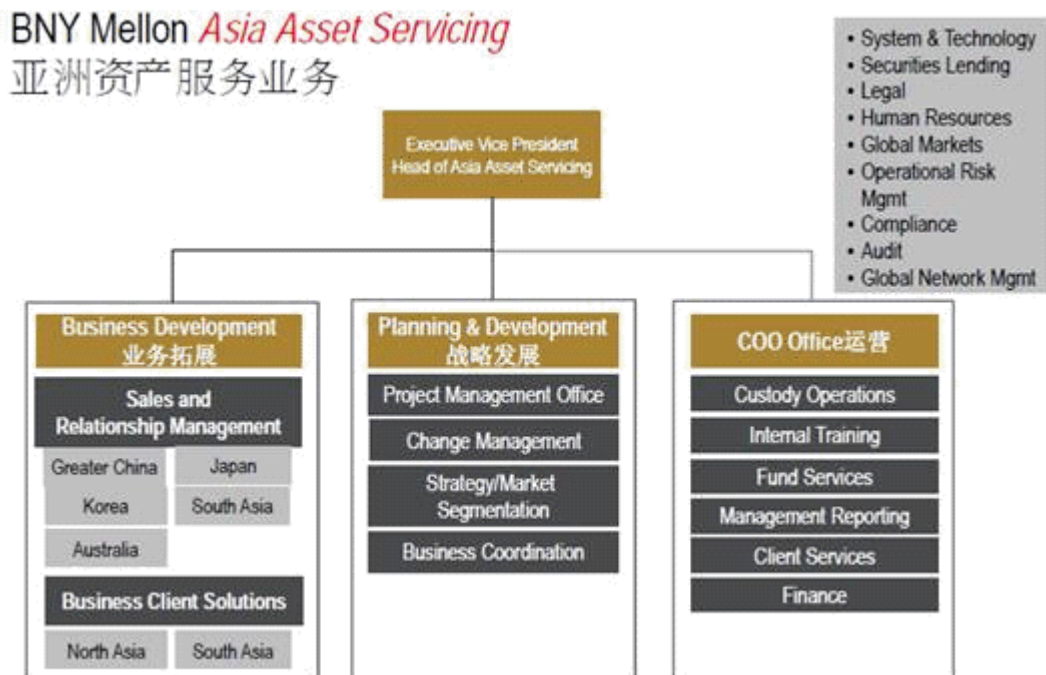 BNY Mellon Asia Asset Servicing
亚洲资产服务业务
• System & Technology
• Securities Lending
• Legal
• Human Resources
• Global Markets
• Operational Risk
Mgmt
• Compliance
• Audit
• Global Network Mgmt
Executive Vice President
Head of Asia Asset Servicing
Business Development
业务拓展
Sales and
Relationship Management
Greater China
Japan
Korea
South Asia
Australia
Business Client Solutions
North Asia
South Asia
Planning & Development
战略发展
Project Management Office
Change Management
Strategy/Market
Segmentation
Business Coordination
COO Office运营
Custody Operations
Internal Training
Fund Services
Management Reporting
Client Services
Finance